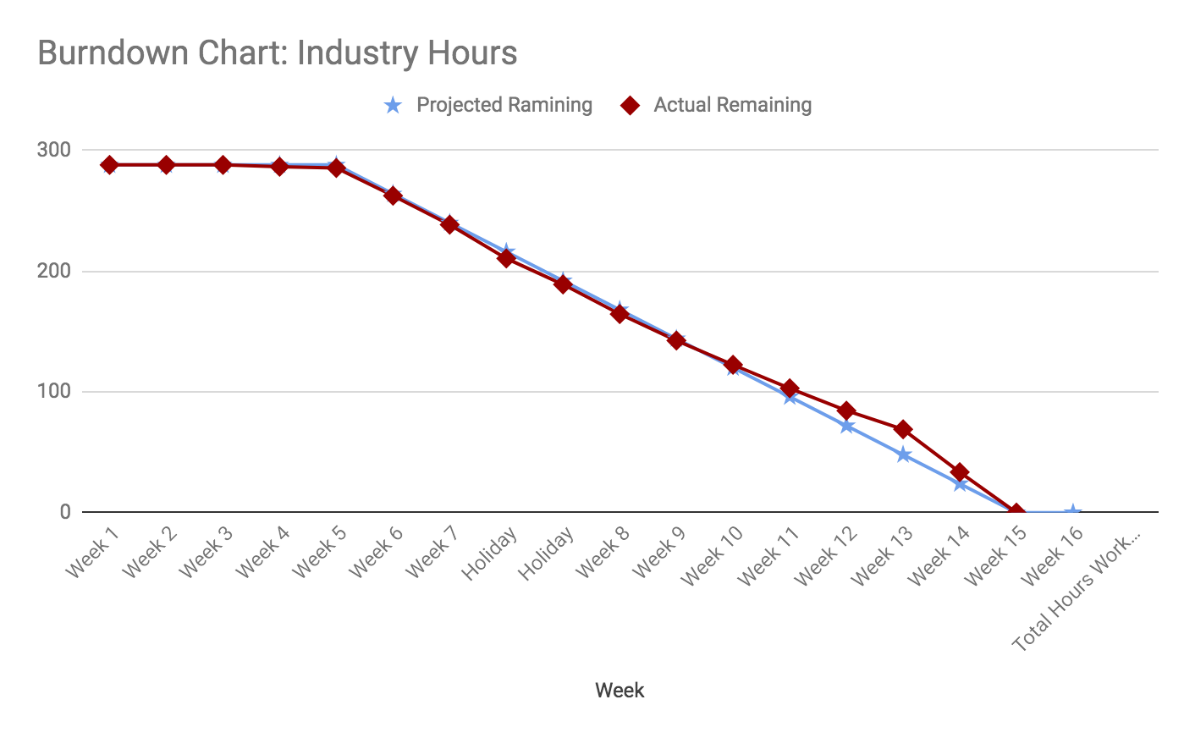 Burndown Chart: Industry Hours
Projected Ramining
Actual Remaining
300
200
100
0
Week 1
Week 2
Week 3
Week 4
Week 5
Week 6
Week 7
Holiday
Holiday
Week 8
Week 9
Week 10
Week 11
Week 12
Week 13
Week 14
Week 15
Week 16
Total Hours Work...
Week